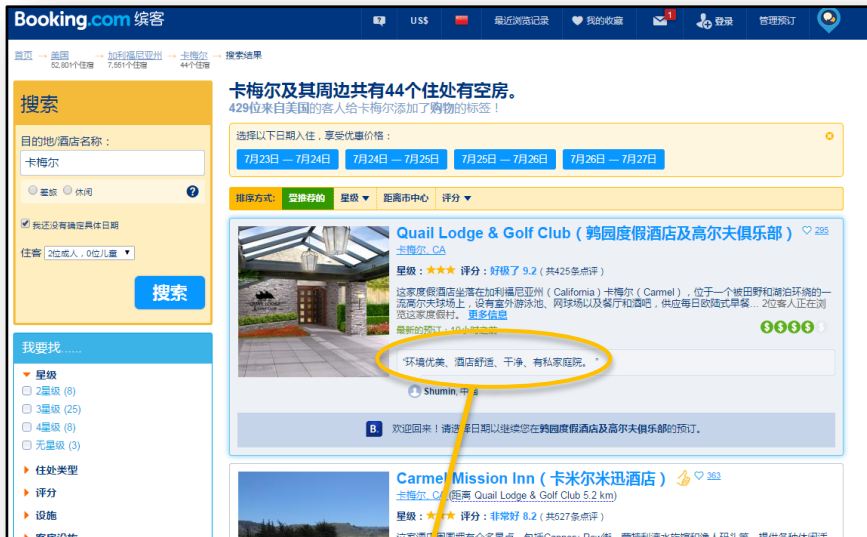 Booking.com 缤客
US$
最近浏览记录
我的收藏
1
登录
管理预订
首页 → 美国 → 加利福尼亚州 → 卡梅尔 → 搜索结果
52,801个住宿 7,551个住宿 44个住宿
搜索
目的地/酒店名称：
卡梅尔
差旅 休闲
我还没有确定具体日期
住客 2位成人，0位儿童
搜索
我要找......
星级
2星级 (8)
3星级 (25)
4星级 (8)
无星级 (3)
住处类型
评分
设施
客房设施
卡梅尔及其周边共有44个住处有空房。
429位来自美国的客人给卡梅尔添加了购物的标签！
选择以下日期入住，享受优惠价格：
7月23日 — 7月24日 7月24日 — 7月25日 7月25日 — 7月26日 7月26日 — 7月27日
排序方式: 受推荐的 星级 距离市中心 评分
Quail Lodge & Golf Club（鹑园度假酒店及高尔夫俱乐部） 295
卡梅尔, CA
星级： 评分：好极了 9.2（共425条点评）
这家度假酒店坐落在加利福尼亚州（California）卡梅尔（Carmel），位于一个被田野和湖泊环绕的一
流高尔夫球场上，设有室外游泳池、网球场以及餐厅和酒吧，供应每日欧陆式早餐... 2位客人正在浏
览这家度假村。 更多信息
最新的预订：10小时之前
“环境优美、酒店舒适、干净、有私家庭院。 ”
Shumin, 中国
B. 欢迎回来！请选择日期以继续您在鹑园度假酒店及高尔夫俱乐部的预订。
Carmel Mission Inn（卡米尔米迅酒店） 363
卡梅尔, CA (距离 Quail Lodge & Golf Club 5.2 km)
星级： 评分：非常好 8.2（共527条点评）